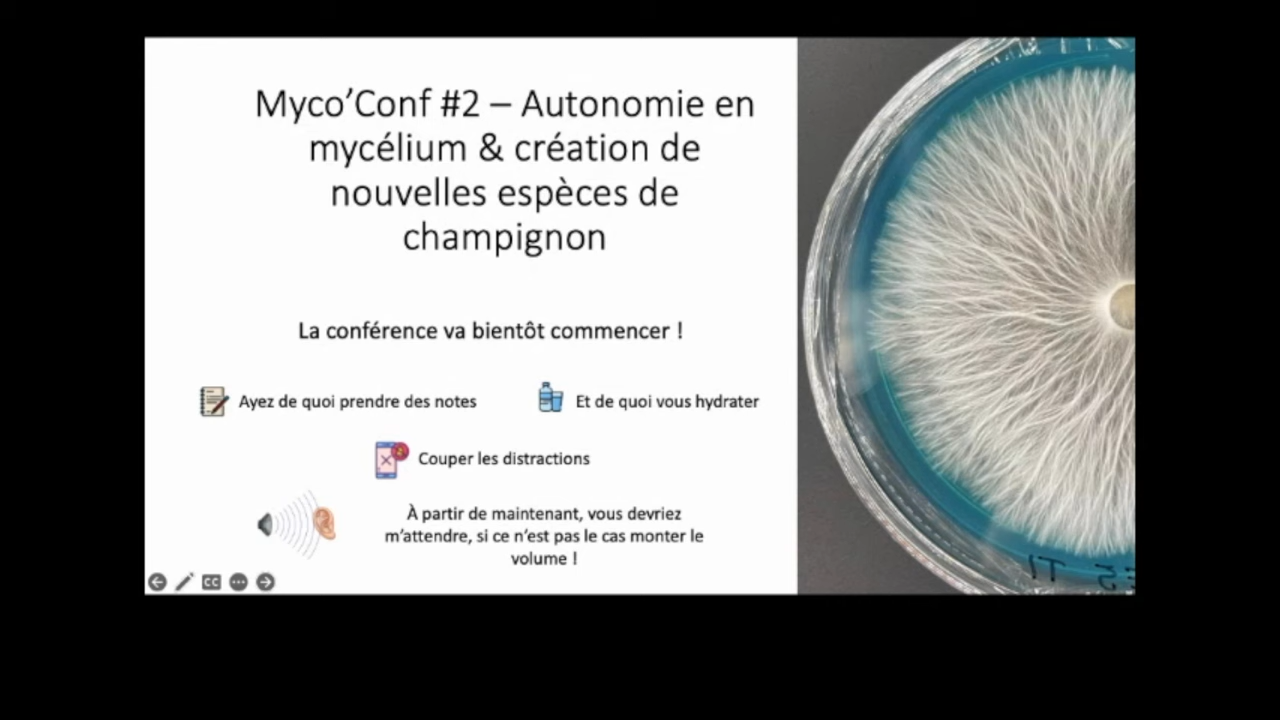 Myco’Conf #2 – Autonomie en
mycélium & création de
nouvelles espèces de
champignon
La conférence va bientôt commencer !
Ayez de quoi prendre des notes
Et de quoi vous hydrater
Couper les distractions
À partir de maintenant, vous devriez
m’attendre, si ce n’est pas le cas monter le
volume !
CC